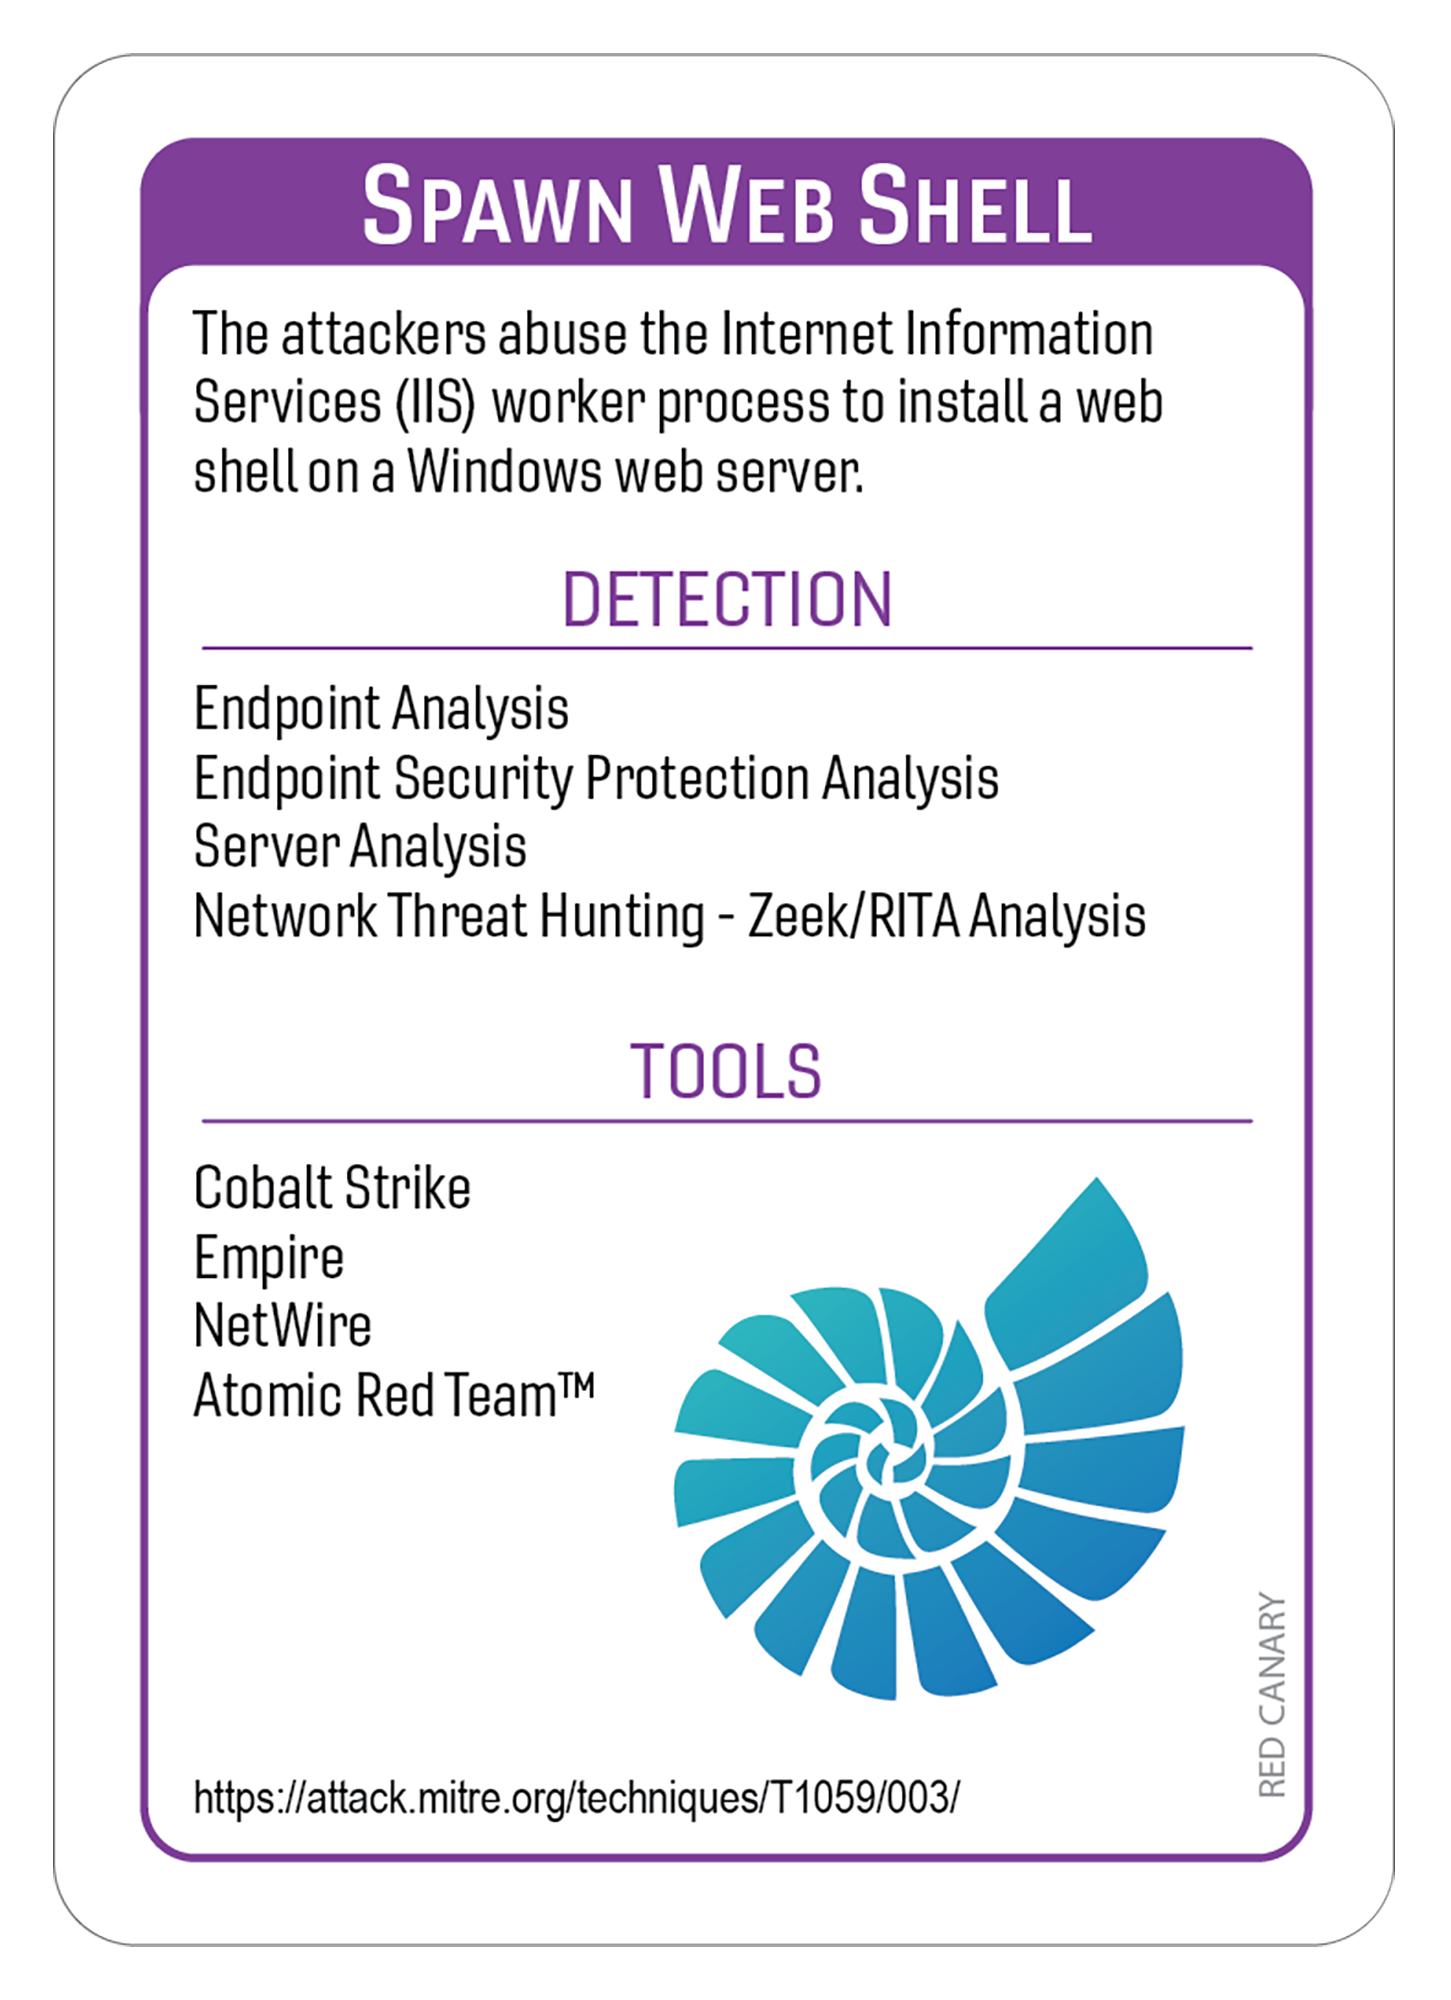 SPAWN WEB SHELL
The attackers abuse the Internet Information
Services (IIS) worker process to install a web
shell on a Windows web server.
DETECTION
Endpoint Analysis
Endpoint Security Protection Analysis
Server Analysis
Network Threat Hunting - Zeek/RITA Analysis
TOOLS
Cobalt Strike
Empire
NetWire
Atomic Red Team™
RED CANARY
https://attack.mitre.org/techniques/T1059/003/